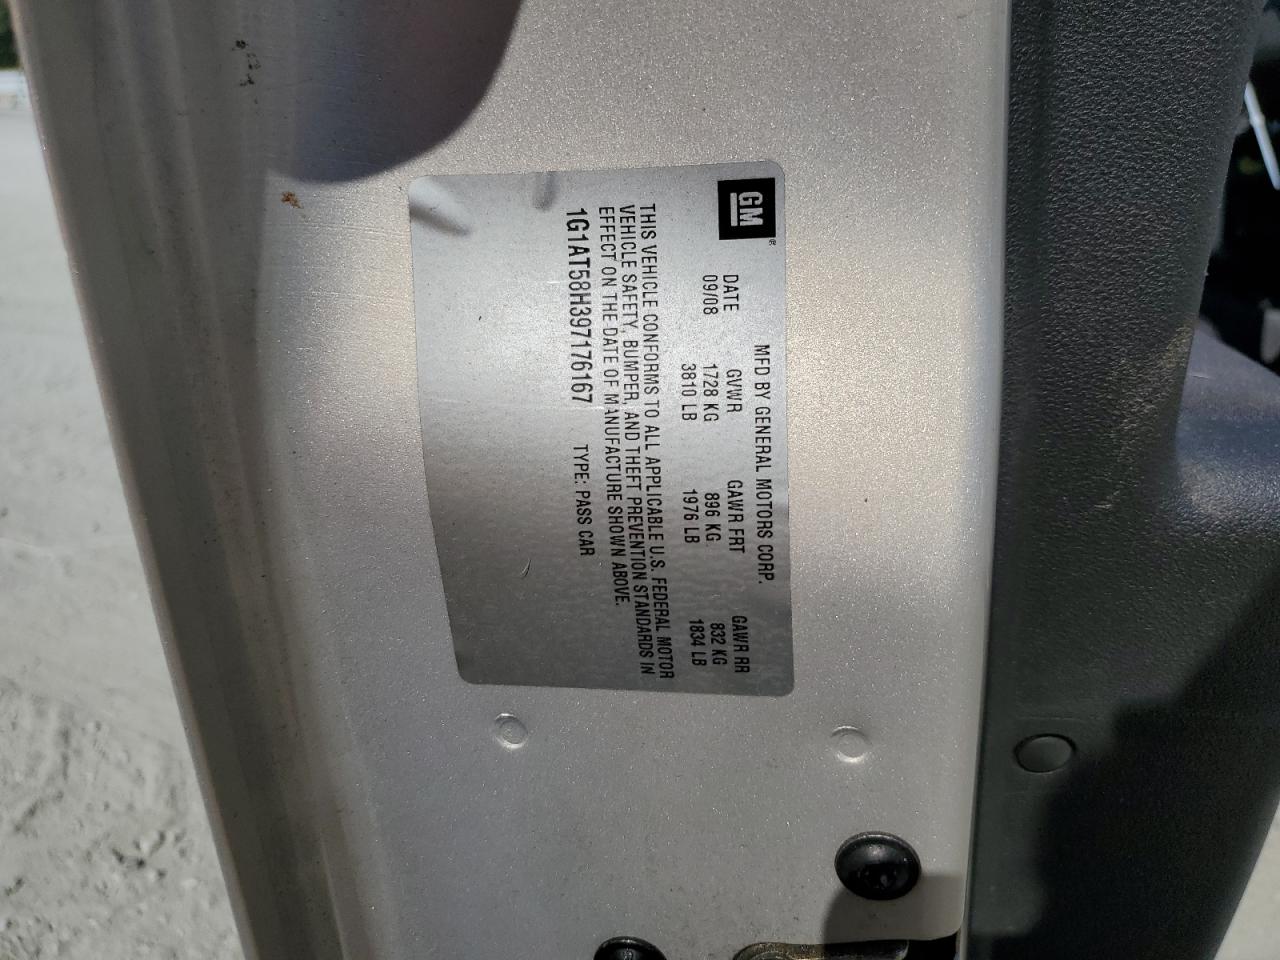 GM ®
MFD BY GENERAL MOTORS CORP.
DATE GVWR GAWR FRT GAWR RR
09/08 1728 KG 896 KG 832 KG
3810 LB 1976 LB 1834 LB
THIS VEHICLE CONFORMS TO ALL APPLICABLE U.S. FEDERAL MOTOR
VEHICLE SAFETY, BUMPER, AND THEFT PREVENTION STANDARDS IN
EFFECT ON THE DATE OF MANUFACTURE SHOWN ABOVE.
1G1AT58H397176167 TYPE: PASS CAR